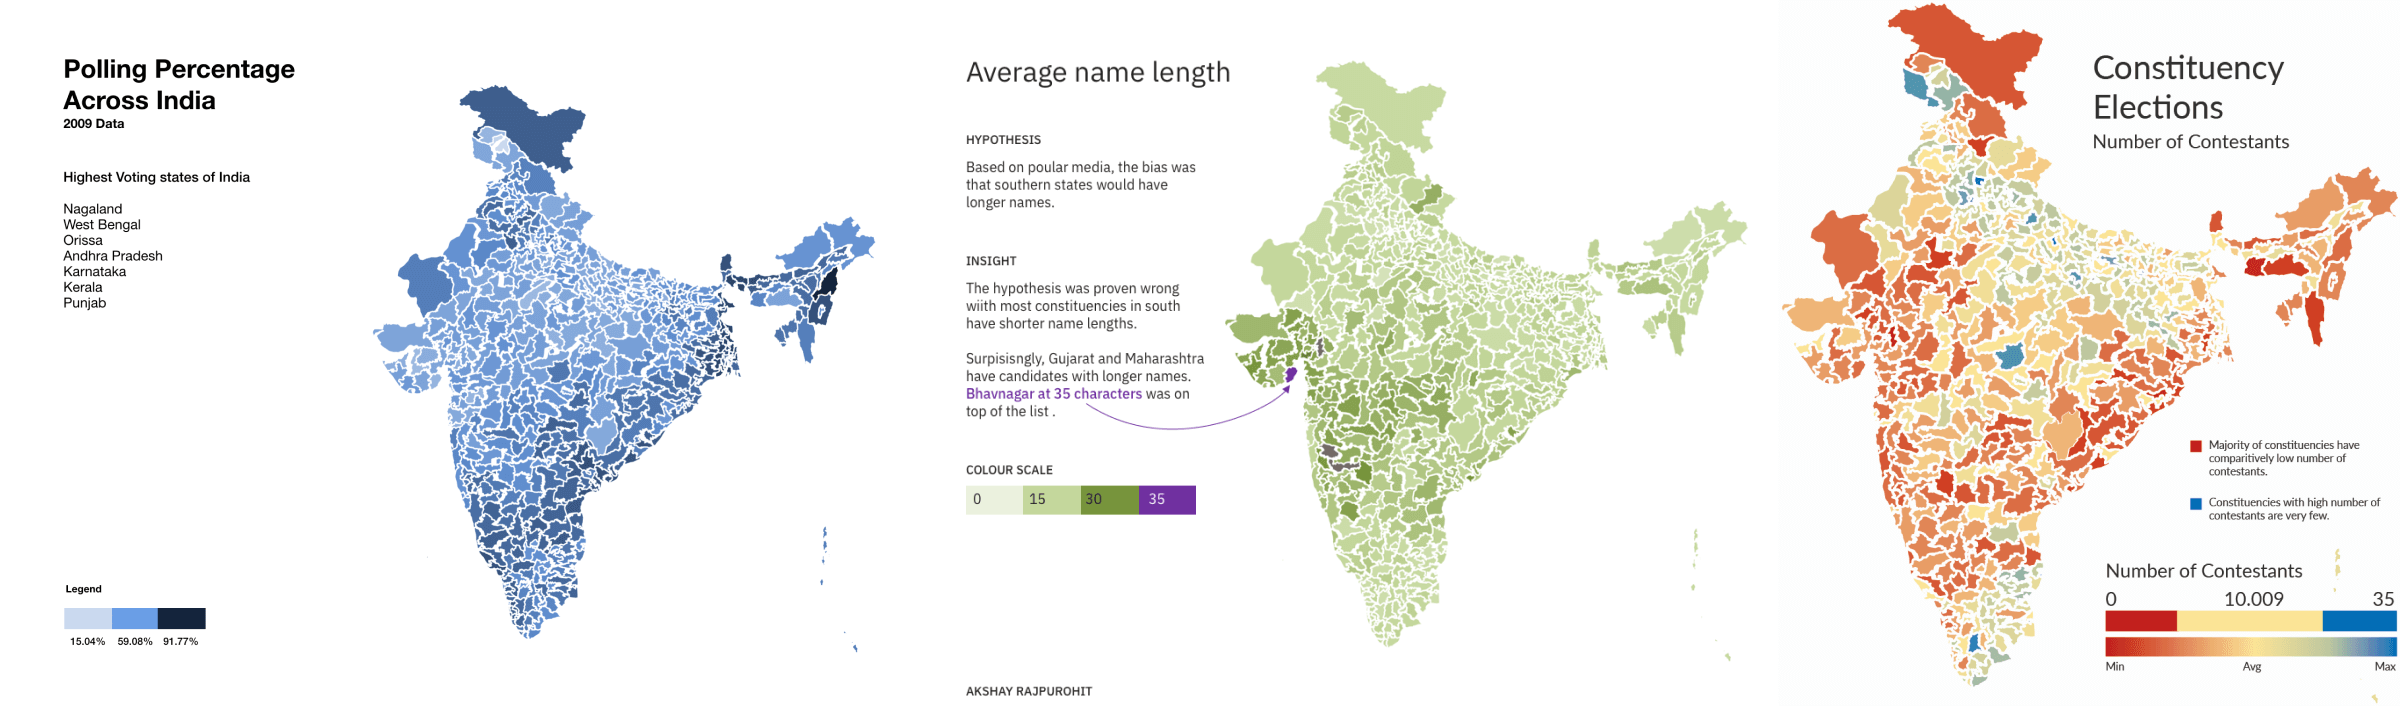 Polling Percentage
Across India
2009 Data
Highest Voting states of India
Nagaland
West Bengal
Orissa
Andhra Pradesh
Karnataka
Kerala
Punjab
Legend
15.04% 59.08% 91.77%
Average name length
HYPOTHESIS
Based on poular media, the bias was
that southern states would have
longer names.
INSIGHT
The hypothesis was proven wrong
with most constituencies in south
have shorter name lengths.
Surpisisngly, Gujarat and Maharashtra
have candidates with longer names.
Bhavnagar at 35 characters was on
top of the list .
COLOUR SCALE
0 15 30 35
AKSHAY RAJPUROHIT
Constituency
Elections
Number of Contestants
Majority of constituencies have
comparitively low number of
contestants.
Constituencies with high number of
contestants are very few.
Number of Contestants
0 10.009 35
Min Avg Max